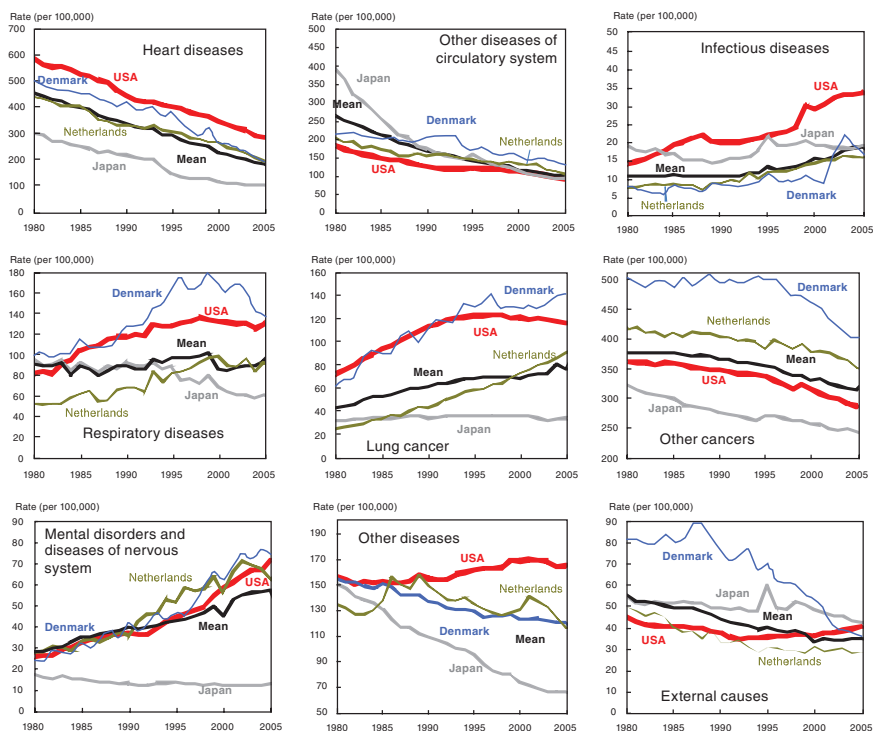 Rate (per 100,000)
Heart diseases
700
600
500
400
300
200
100
0
USA
Denmark
Netherlands
Mean
Japan
1980 1985 1990 1995 2000 2005
Rate (per 100,000)
Other diseases of
circulatory system
500
450
400
350
300
250
200
150
100
50
0
Japan
Mean
Denmark
Netherlands
USA
1980 1985 1990 1995 2000 2005
Rate (per 100,000)
Infectious diseases
50
45
40
35
30
25
20
15
10
5
0
USA
Japan
Mean
Denmark
Netherlands
1980 1985 1990 1995 2000 2005
Rate (per 100,000)
180
160
140
120
100
80
60
40
20
0
Denmark
USA
Mean
Japan
Netherlands
Respiratory diseases
1980 1985 1990 1995 2000 2005
Rate (per 100,000)
160
140
120
100
80
60
40
20
0
Denmark
USA
Netherlands
Mean
Japan
Lung cancer
1980 1985 1990 1995 2000 2005
Rate (per 100,000)
500
450
400
350
300
250
200
Denmark
Netherlands
Mean
USA
Japan
Other cancers
1980 1985 1990 1995 2000 2005
Rate (per 100,000)
Mental disorders and
diseases of nervous
system
90
80
70
60
50
40
30
20
10
0
Netherlands
USA
Denmark
Mean
Japan
1980 1985 1990 1995 2000 2005
Rate (per 100,000)
Other diseases
190
170
150
130
110
90
70
50
USA
Netherlands
Denmark
Mean
Japan
1980 1985 1990 1995 2000 2005
Rate (per 100,000)
90
80
70
60
50
40
30
20
10
0
Denmark
Japan
Mean
USA
Netherlands
External causes
1980 1985 1990 1995 2000 2005